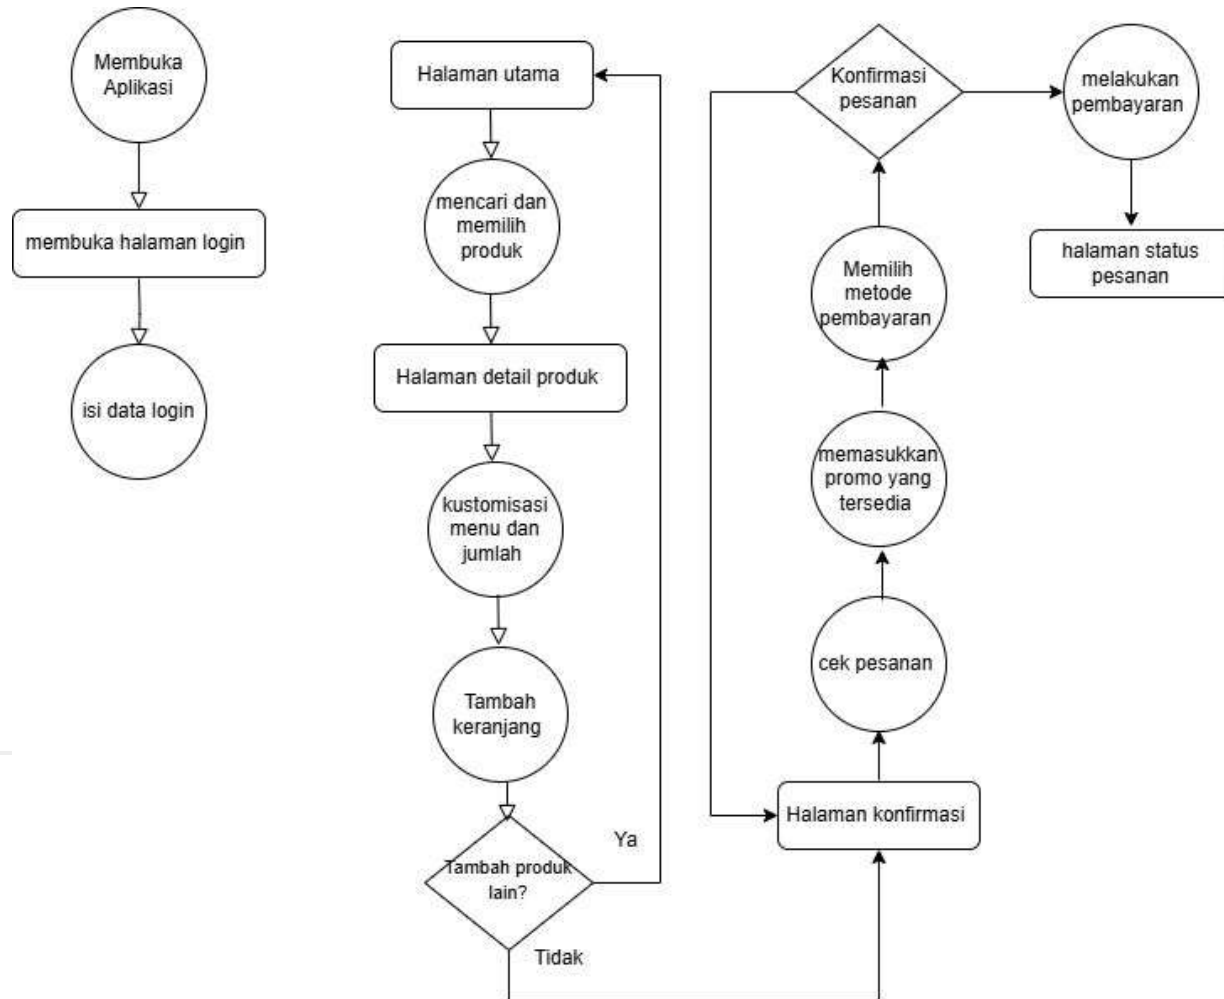 Membuka
Aplikasi
membuka halaman login
isi data login
Halaman utama
mencari dan
memilih
produk
Halaman detail produk
kustomisasi
menu dan
jumlah
Tambah
keranjang
Tambah produk
lain?
Ya
Tidak
Halaman konfirmasi
cek pesanan
memasukkan
promo yang
tersedia
Memilih
metode
pembayaran
Konfirmasi
pesanan
melakukan
pembayaran
halaman status
pesanan